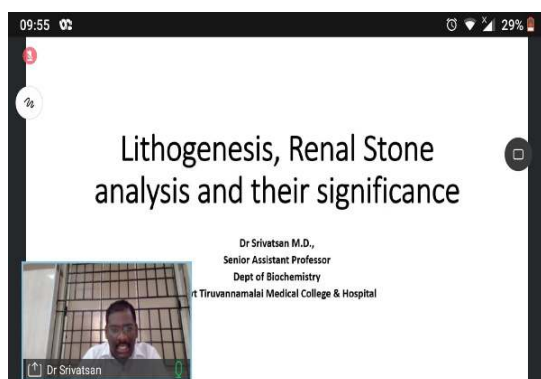 09:55
29%
Lithogenesis, Renal Stone
analysis and their significance
Dr Srivatsan M.D.,
Senior Assistant Professor
Dept of Biochemistry
Tiruvannamalai Medical College & Hospital
Dr Srivatsan